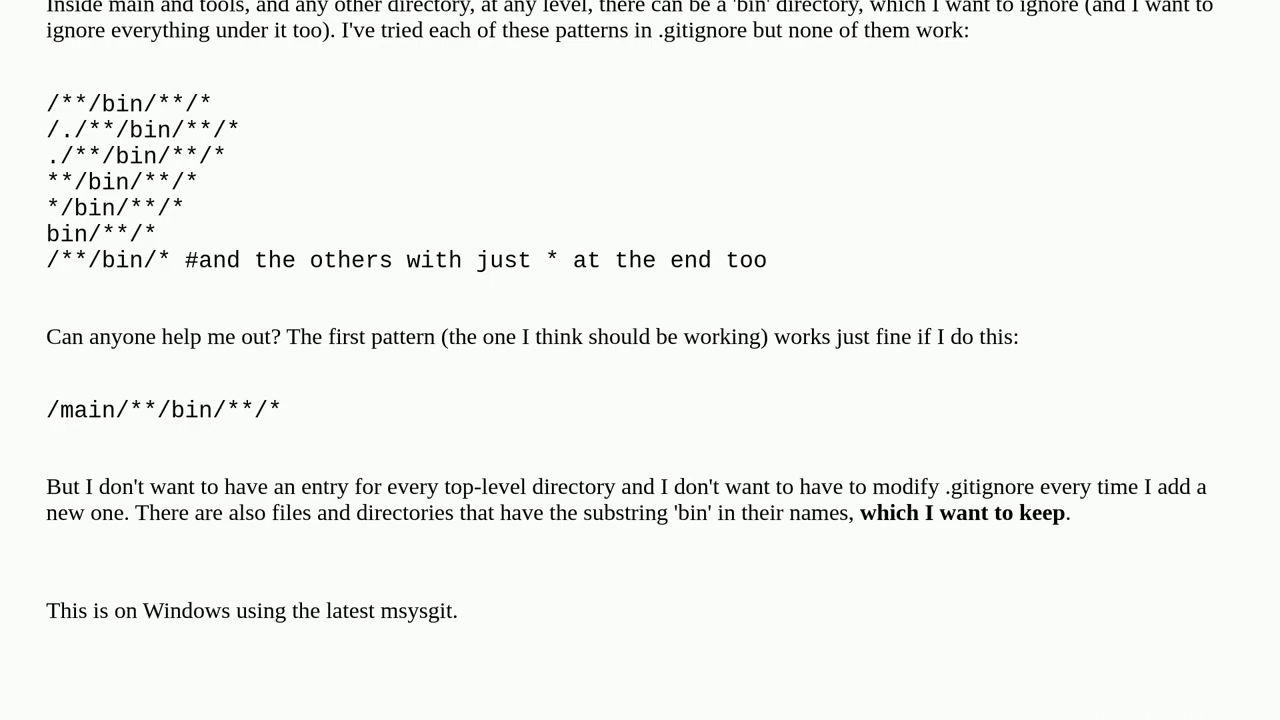 Inside main and tools, and any other directory, at any level, there can be a 'bin' directory, which I want to ignore (and I want to
ignore everything under it too). I've tried each of these patterns in .gitignore but none of them work:
/**/bin/**/*
/./**/bin/**/*
./**/bin/**/*
**/bin/**/*
*/bin/**/*
bin/**/*
/**/bin/* #and the others with just * at the end too
Can anyone help me out? The first pattern (the one I think should be working) works just fine if I do this:
/main/**/bin/**/*
But I don't want to have an entry for every top-level directory and I don't want to have to modify .gitignore every time I add a
new one. There are also files and directories that have the substring 'bin' in their names, which I want to keep.
This is on Windows using the latest msysgit.